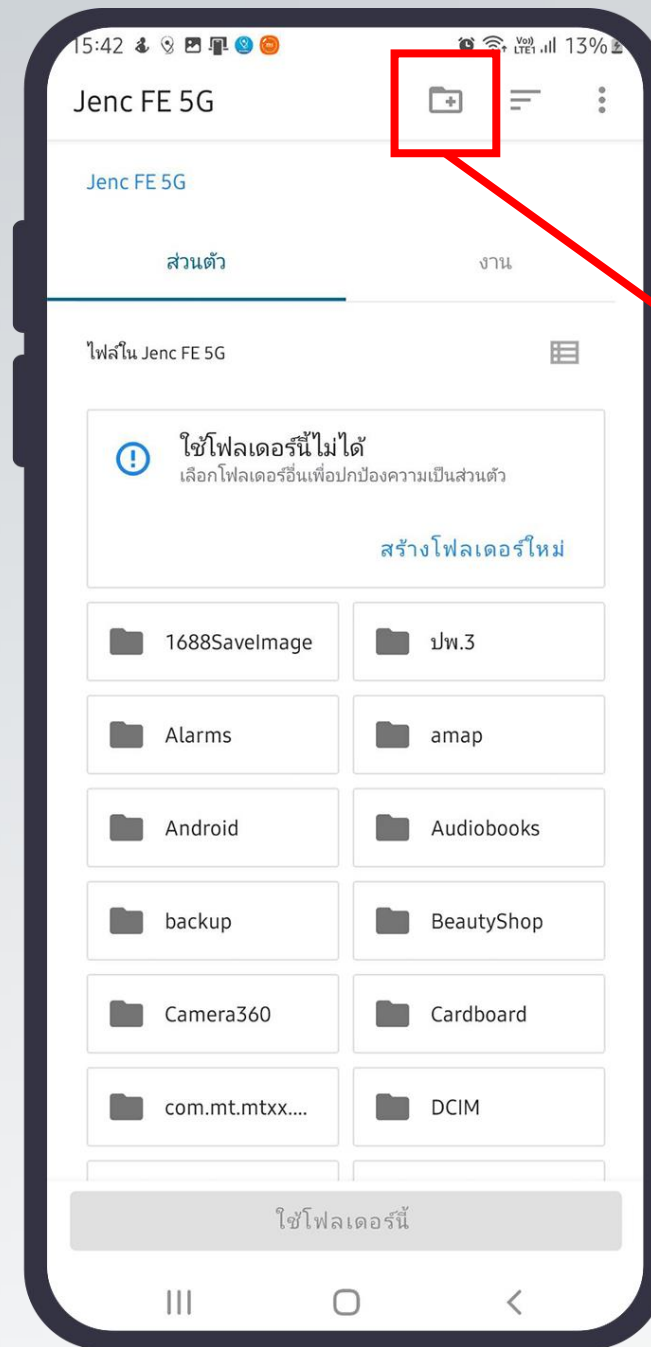 15:42 13%
Jenc FE 5G
Jenc FE 5G
ส่วนตัว งาน
ไฟล์ใน Jenc FE 5G
ใช้โฟลเดอร์นี้ไม่ได้
เลือกโฟลเดอร์อื่นเพื่อปกป้องความเป็นส่วนตัว
สร้างโฟลเดอร์ใหม่
1688SaveImage ปพ.3
Alarms amap
Android Audiobooks
backup BeautyShop
Camera360 Cardboard
com.mt.mtxx.... DCIM
ใช้โฟลเดอร์นี้